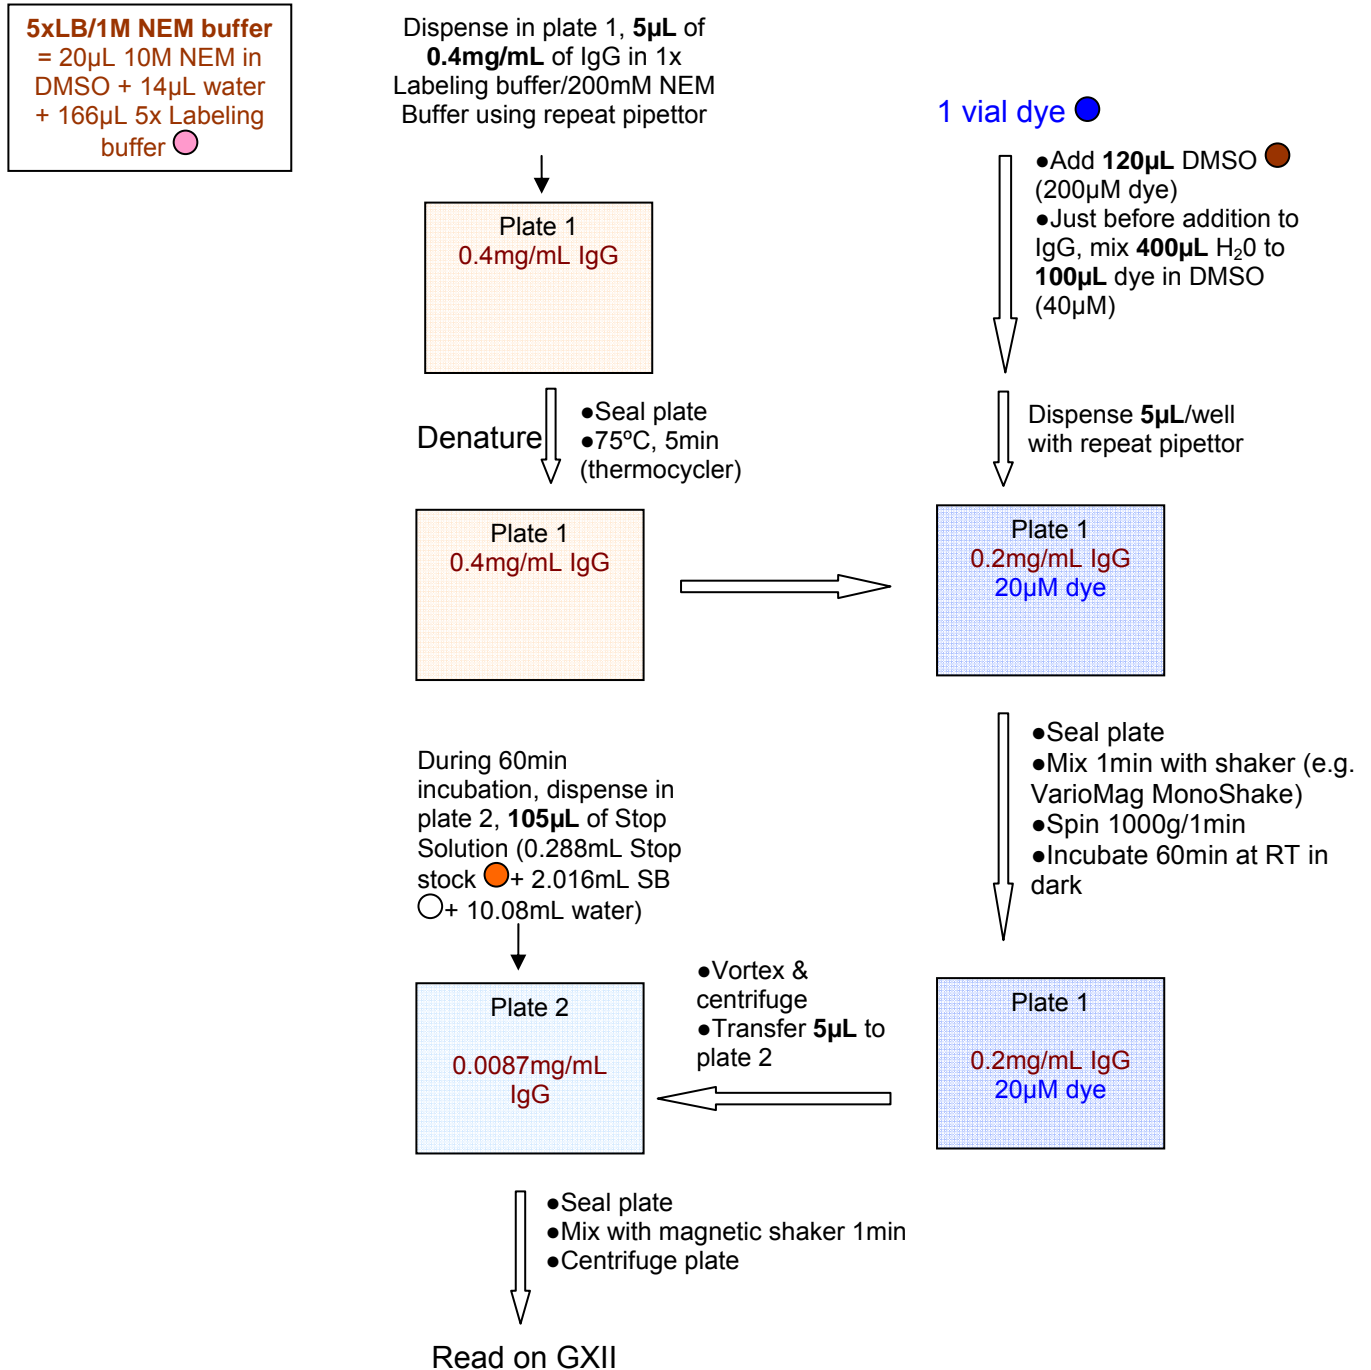 5xLB/1M NEM buffer
= 20µL 10M NEM in
DMSO + 14µL water
+ 166µL 5x Labeling
buffer
Dispense in plate 1, 5µL of
0.4mg/mL of IgG in 1x
Labeling buffer/200mM NEM
Buffer using repeat pipettor
1 vial dye
●Add 120µL DMSO
(200µM dye)
●Just before addition to
IgG, mix 400µL H₂0 to
100µL dye in DMSO
(40µM)
Plate 1
0.4mg/mL IgG
Denature
●Seal plate
●75ºC, 5min
(thermocycler)
Dispense 5µL/well
with repeat pipettor
Plate 1
0.4mg/mL IgG
Plate 1
0.2mg/mL IgG
20µM dye
●Seal plate
●Mix 1min with shaker (e.g.
VarioMag MonoShake)
●Spin 1000g/1min
●Incubate 60min at RT in
dark
During 60min
incubation, dispense in
plate 2, 105µL of Stop
Solution (0.288mL Stop
stock + 2.016mL SB
+ 10.08mL water)
Plate 2
0.0087mg/mL
IgG
●Vortex &
centrifuge
●Transfer 5µL to
plate 2
Plate 1
0.2mg/mL IgG
20µM dye
●Seal plate
●Mix with magnetic shaker 1min
●Centrifuge plate
Read on GXII